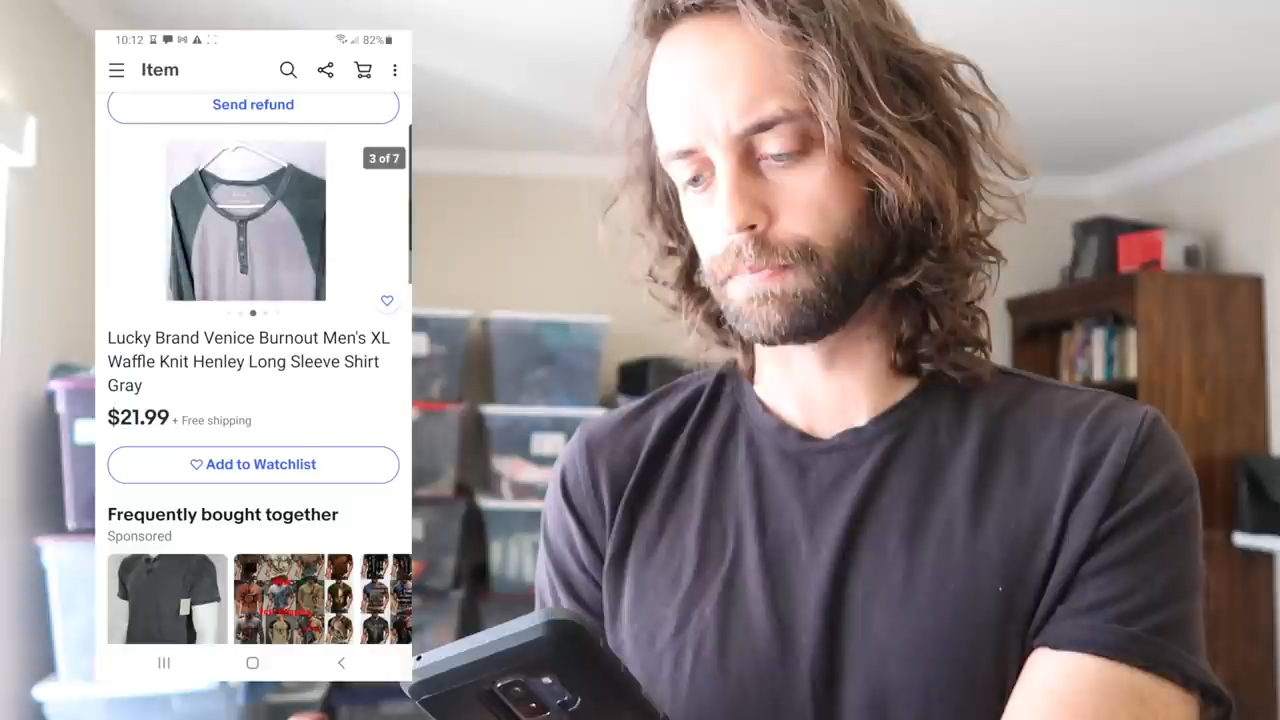 10:12
82%
Item
Send refund
3 of 7
Lucky Brand Venice Burnout Men's XL
Waffle Knit Henley Long Sleeve Shirt
Gray
$21.99 + Free shipping
Add to Watchlist
Frequently bought together
Sponsored